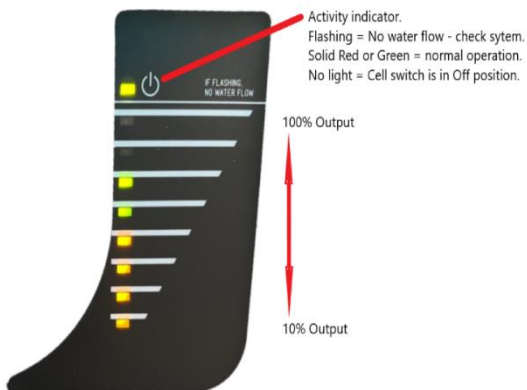 Activity indicator.
Flashing = No water flow - check sytem.
Solid Red or Green = normal operation.
No light = Cell switch is in Off position.
IF FLASHING,
NO WATER FLOW
100% Output
10% Output